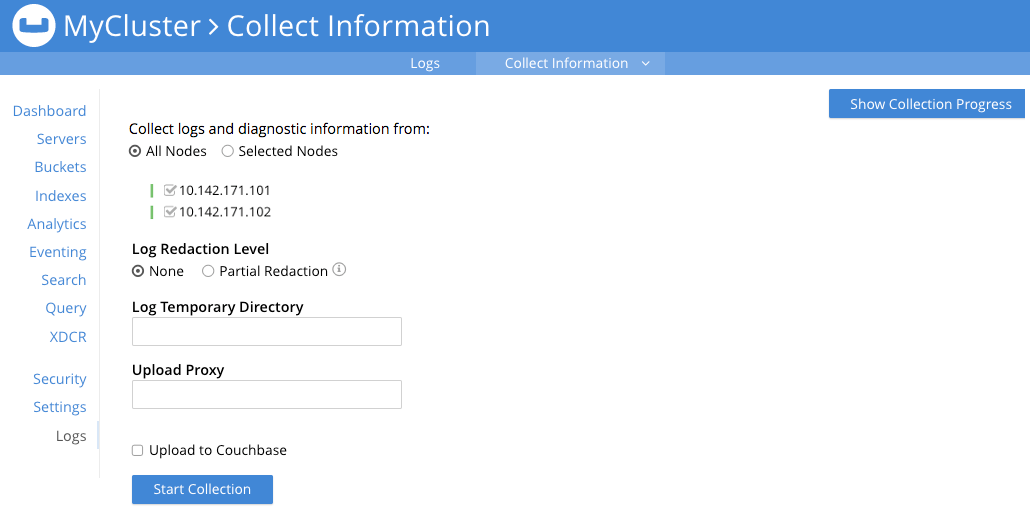 MyCluster > Collect Information
Logs Collect Information
Show Collection Progress
Dashboard
Servers
Buckets
Indexes
Analytics
Eventing
Search
Query
XDCR
Security
Settings
Logs
Collect logs and diagnostic information from:
All Nodes Selected Nodes
10.142.171.101
10.142.171.102
Log Redaction Level
None Partial Redaction i
Log Temporary Directory
Upload Proxy
Upload to Couchbase
Start Collection